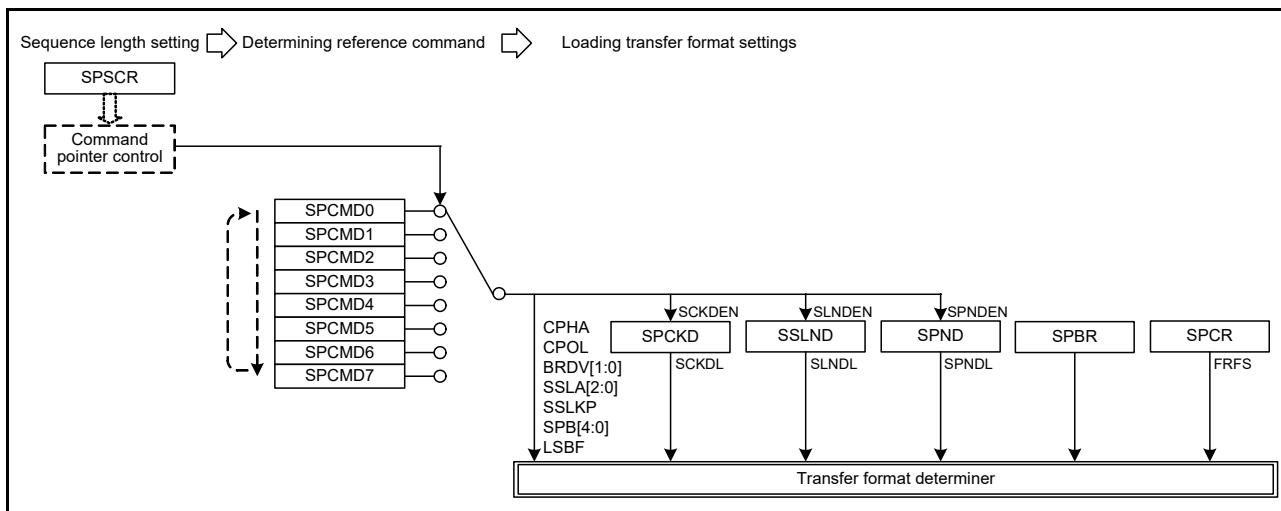 Sequence length setting
Determining reference command
Loading transfer format settings
SPSCR
Command
pointer control
SPCMD0
SPCMD1
SPCMD2
SPCMD3
SPCMD4
SPCMD5
SPCMD6
SPCMD7
CPHA
CPOL
BRDV[1:0]
SSLA[2:0]
SSLKP
SPB[4:0]
LSBF
SCKDEN
SPCKD
SCKDL
SLNDEN
SSLND
SLNDL
SPNDEN
SPND
SPNDL
SPBR
SPCR
FRFS
Transfer format determiner